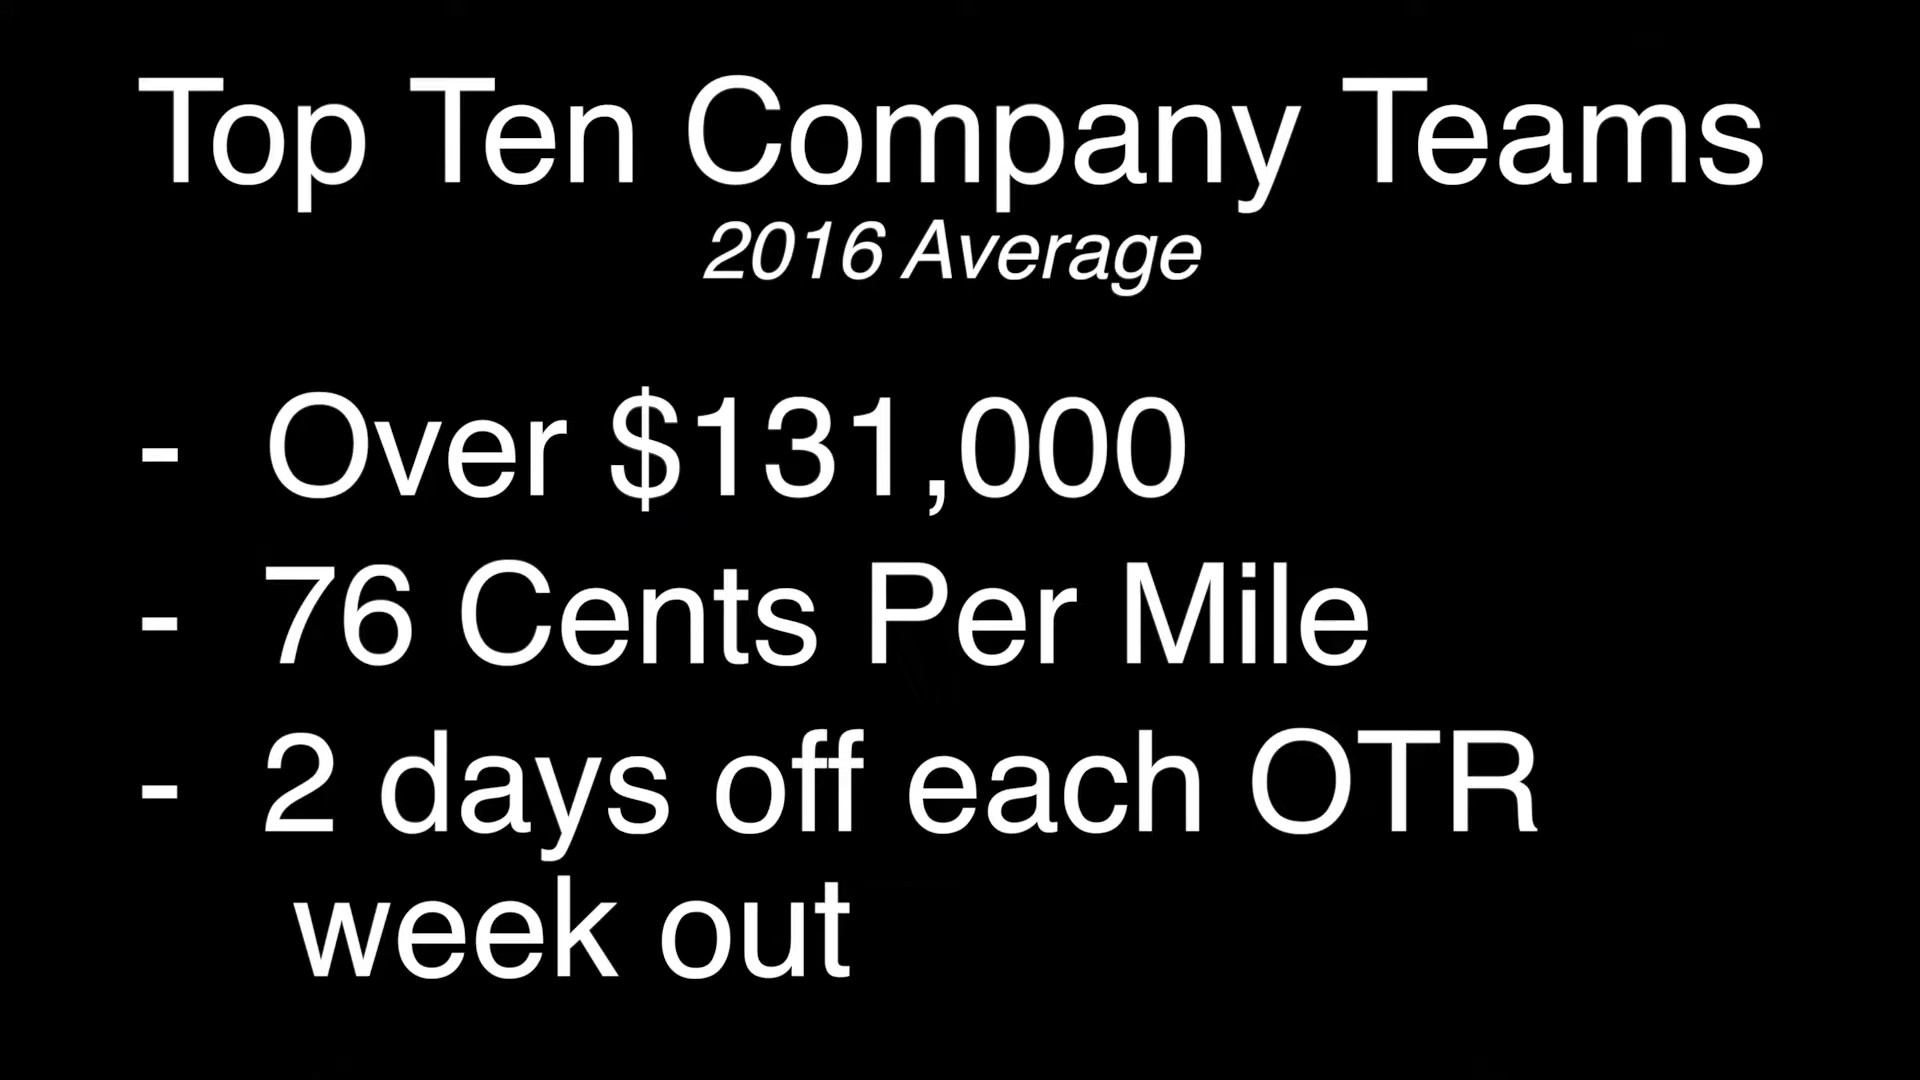 Top Ten Company Teams
2016 Average
- Over $131,000
- 76 Cents Per Mile
- 2 days off each OTR
week out